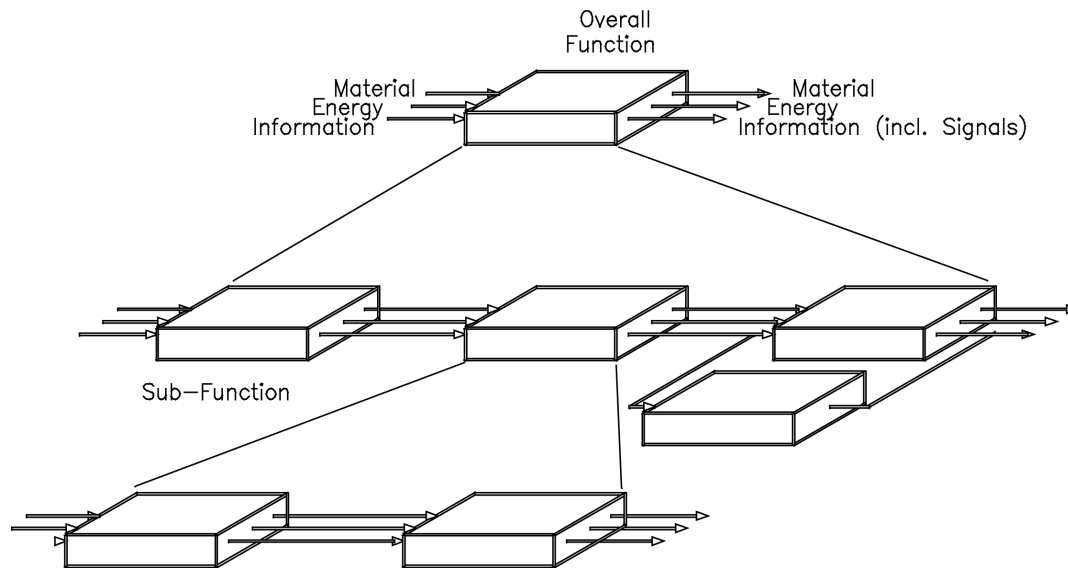 Overall
Function
Material
Energy
Information
Material
Energy
Information (incl. Signals)
Sub-Function